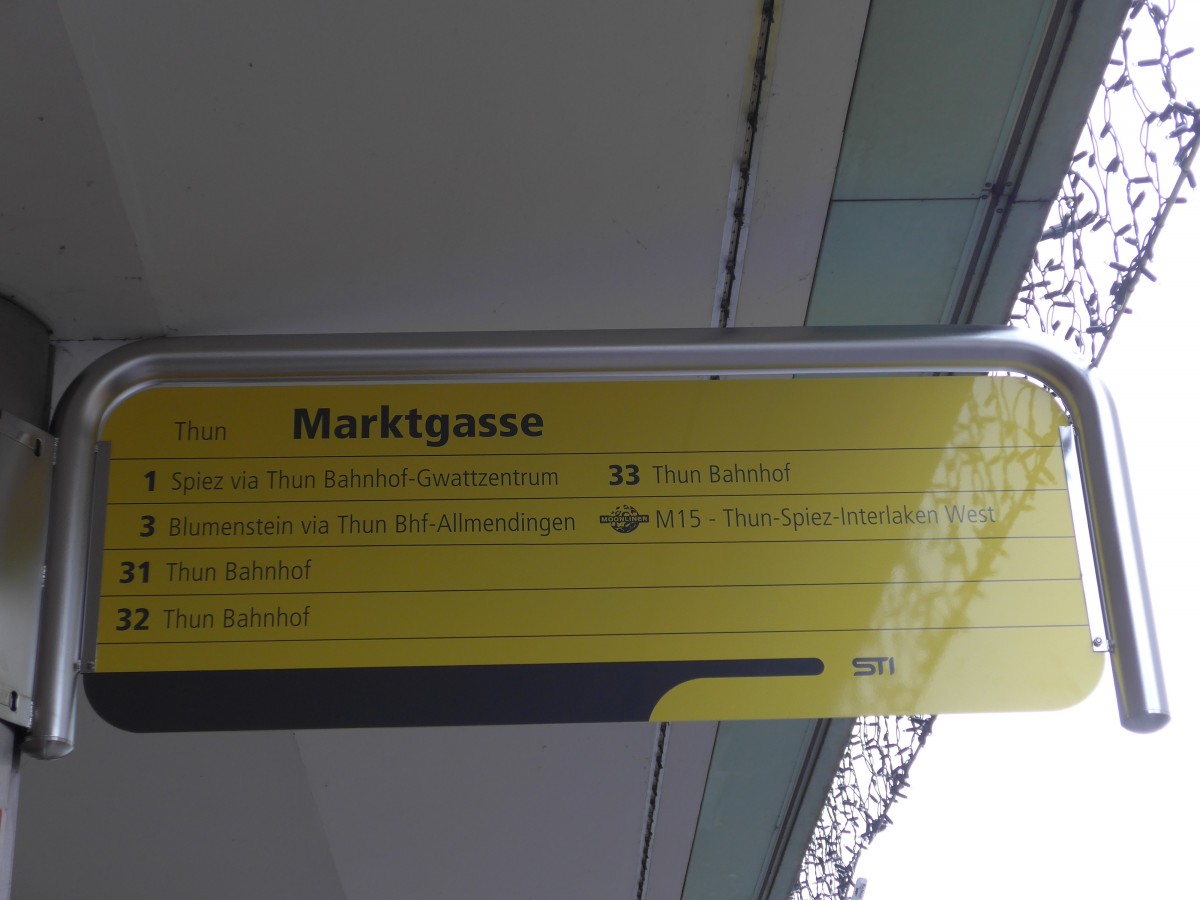 Thun Marktgasse
1 Spiez via Thun Bahnhof-Gwattzentrum
3 Blumenstein via Thun Bhf-Allmendingen
31 Thun Bahnhof
32 Thun Bahnhof
33 Thun Bahnhof
MOONLINER M15 - Thun-Spiez-Interlaken West
STI